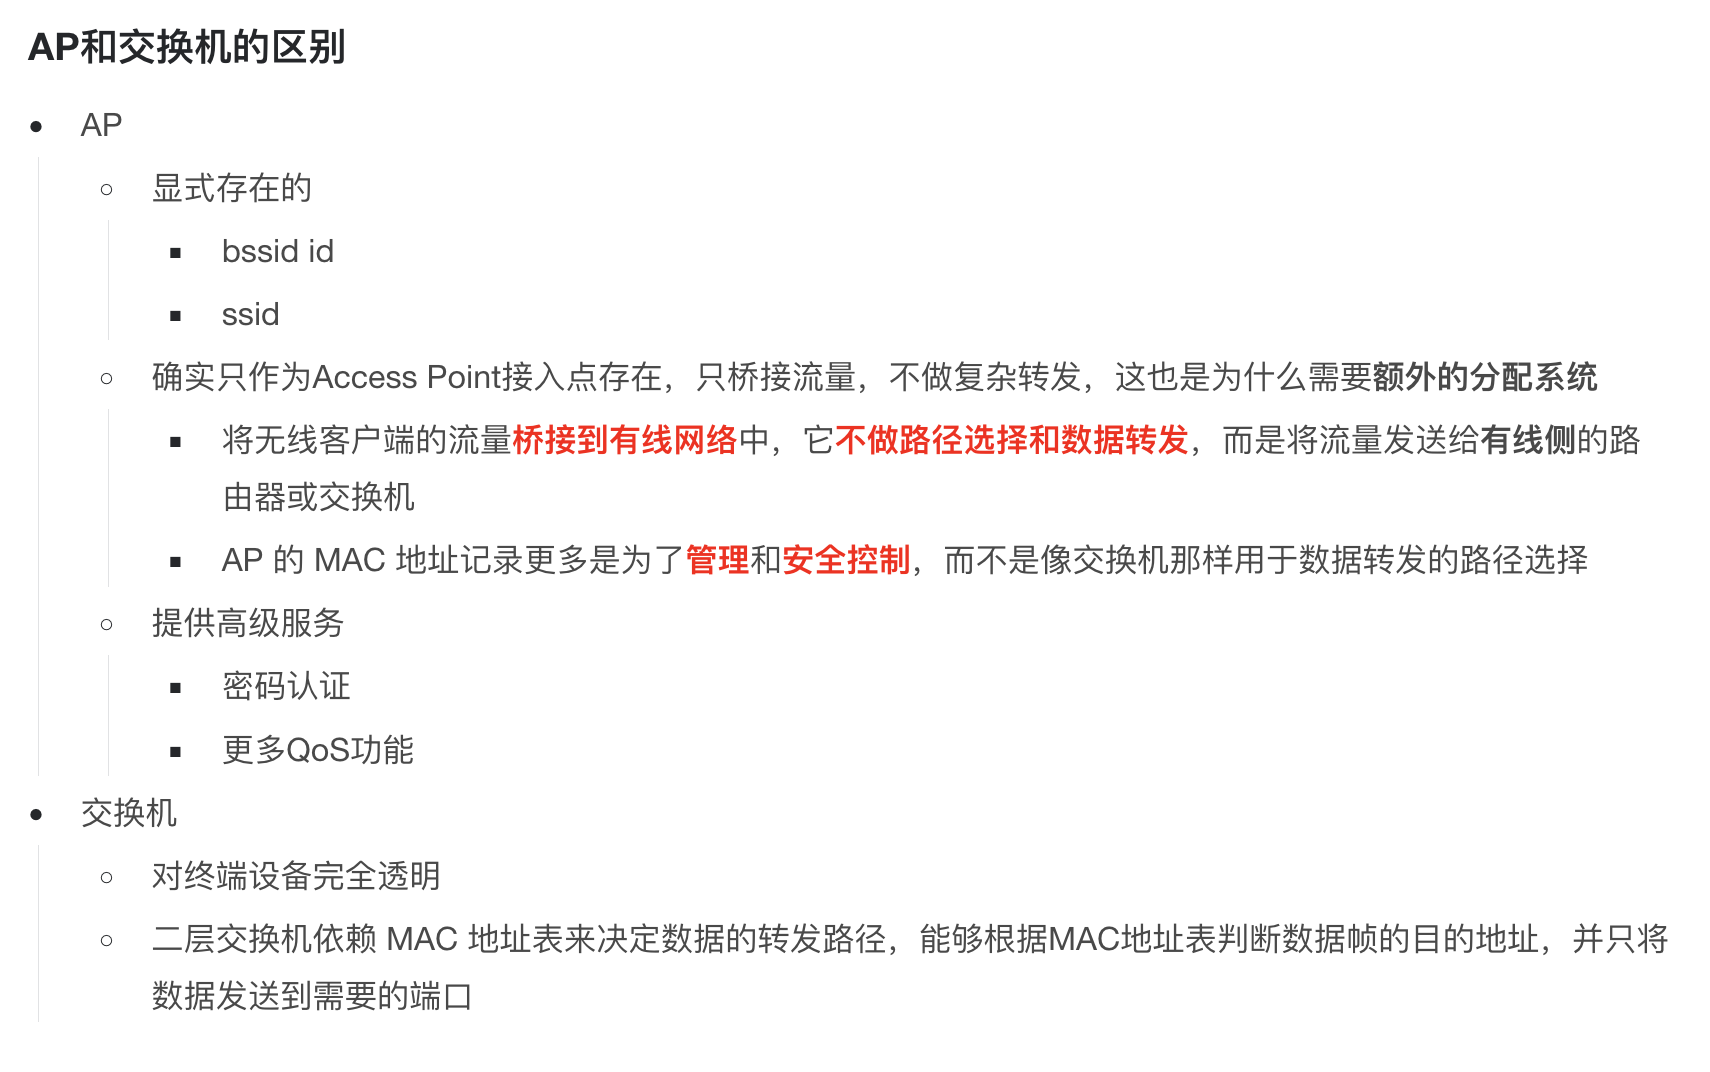 AP和交换机的区别
AP
显式存在的
bssid id
ssid
确实只作为Access Point接入点存在，只桥接流量，不做复杂转发，这也是为什么需要额外的分配系统
将无线客户端的流量桥接到有线网络中，它不做路径选择和数据转发，而是将流量发送给有线侧的路
由器或交换机
AP 的 MAC 地址记录更多是为了管理和安全控制，而不是像交换机那样用于数据转发的路径选择
提供高级服务
密码认证
更多QoS功能
交换机
对终端设备完全透明
二层交换机依赖 MAC 地址表来决定数据的转发路径，能够根据MAC地址表判断数据帧的目的地址，并只将
数据发送到需要的端口